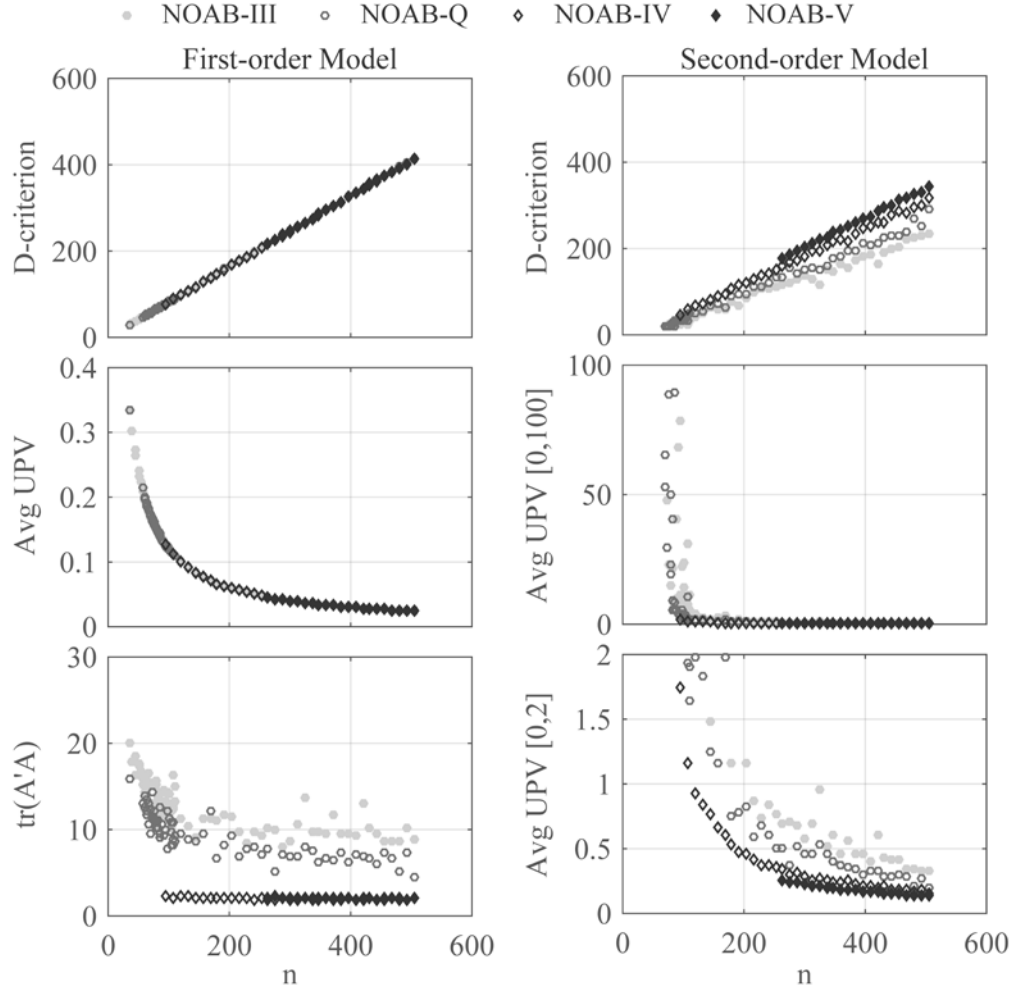 NOAB-III NOAB-Q NOAB-IV NOAB-V
First-order Model
600
400
200
0
D-criterion
Second-order Model
600
400
200
0
D-criterion
0.4
0.3
0.2
0.1
0
Avg UPV
100
50
0
Avg UPV [0,100]
30
20
10
0
tr(A'A)
0 200 400 600
n
2
1.5
1
0.5
0
Avg UPV [0,2]
0 200 400 600
n